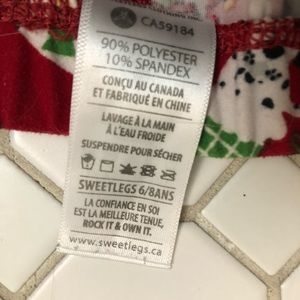 CA59184
90% POLYESTER
10% SPANDEX
CONÇU AU CANADA
ET FABRIQUÉ EN CHINE
LAVAGE À LA MAIN
À L'EAU FROIDE
SUSPENDRE POUR SÉCHER
SWEETLEGS 6/8ANS
LA CONFIANCE EN SOI
EST LA MEILLEURE TENUE,
ROCK IT & OWN IT.
www.sweetlegs.ca